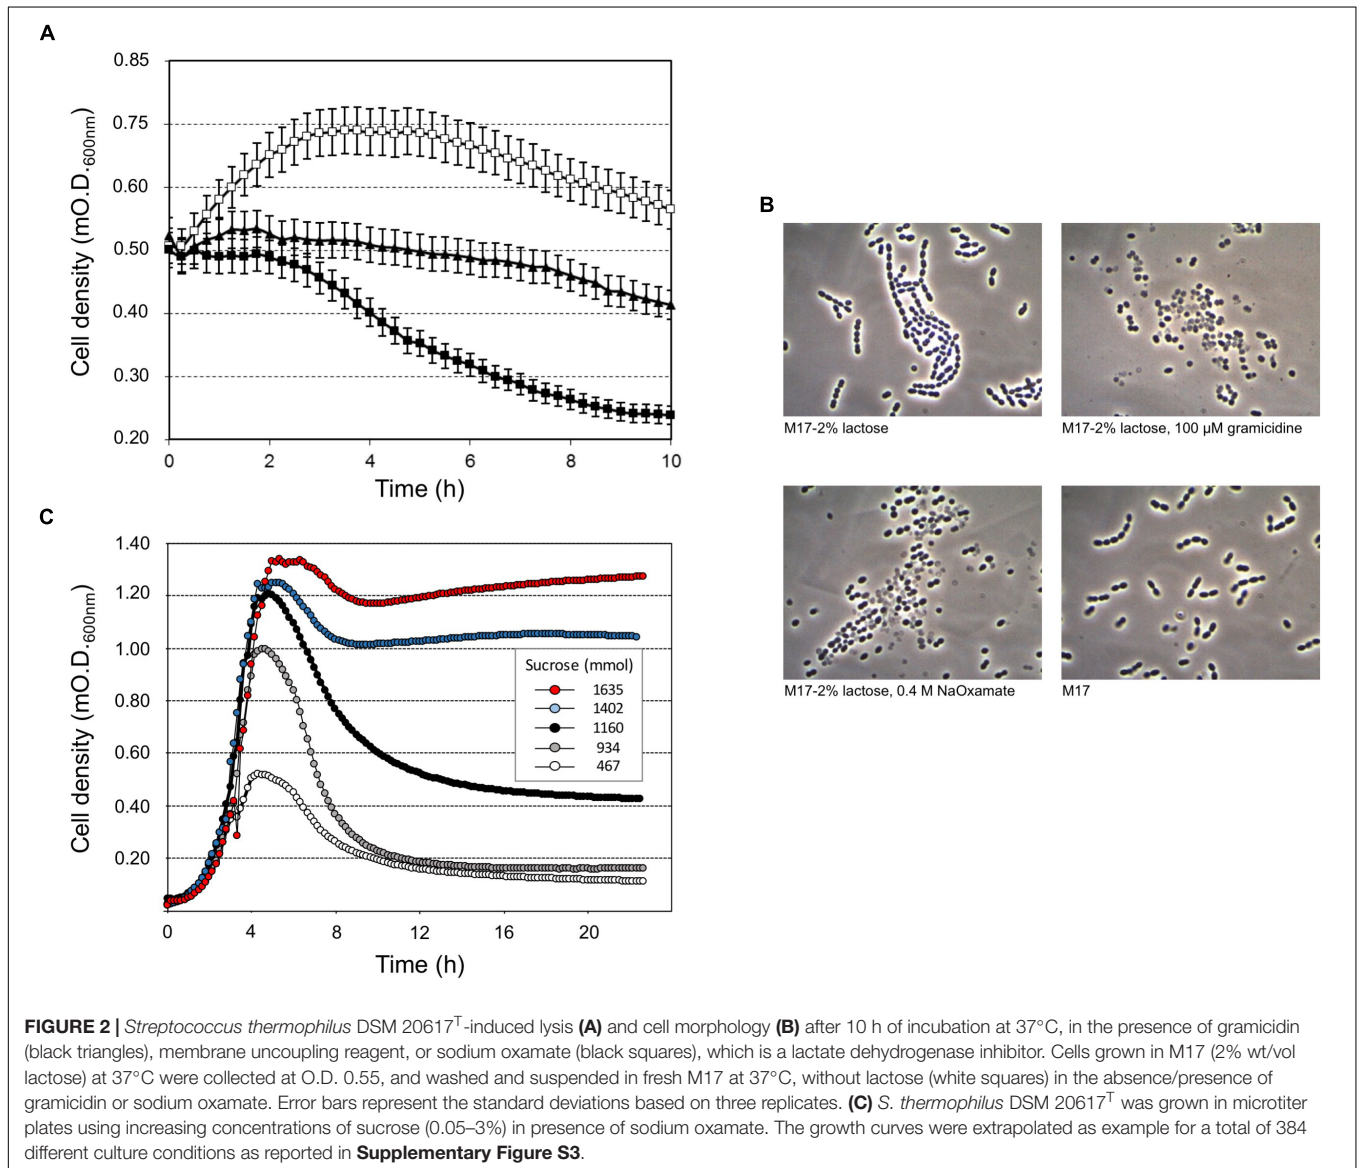 A
0.85
0.75
0.60
0.50
0.40
0.30
0.20
Cell density (mO.D.600nm)
0
2
4
6
8
10
Time (h)
B
M17-2% lactose
M17-2% lactose, 100 µM gramicidine
M17-2% lactose, 0.4 M NaOxamate
M17
C
1.40
1.20
1.00
0.80
0.60
0.40
0.20
Cell density (mO.D.600nm)
Sucrose (mmol)
1635
1402
1160
934
467
0
4
8
12
16
20
Time (h)
FIGURE 2 | Streptococcus thermophilus DSM 20617T-induced lysis (A) and cell morphology (B) after 10 h of incubation at 37°C, in the presence of gramicidin
(black triangles), membrane uncoupling reagent, or sodium oxamate (black squares), which is a lactate dehydrogenase inhibitor. Cells grown in M17 (2% wt/vol
lactose) at 37°C were collected at O.D. 0.55, and washed and suspended in fresh M17 at 37°C, without lactose (white squares) in the absence/presence of
gramicidin or sodium oxamate. Error bars represent the standard deviations based on three replicates. (C) S. thermophilus DSM 20617T was grown in microtiter
plates using increasing concentrations of sucrose (0.05–3%) in presence of sodium oxamate. The growth curves were extrapolated as example for a total of 384
different culture conditions as reported in Supplementary Figure S3.